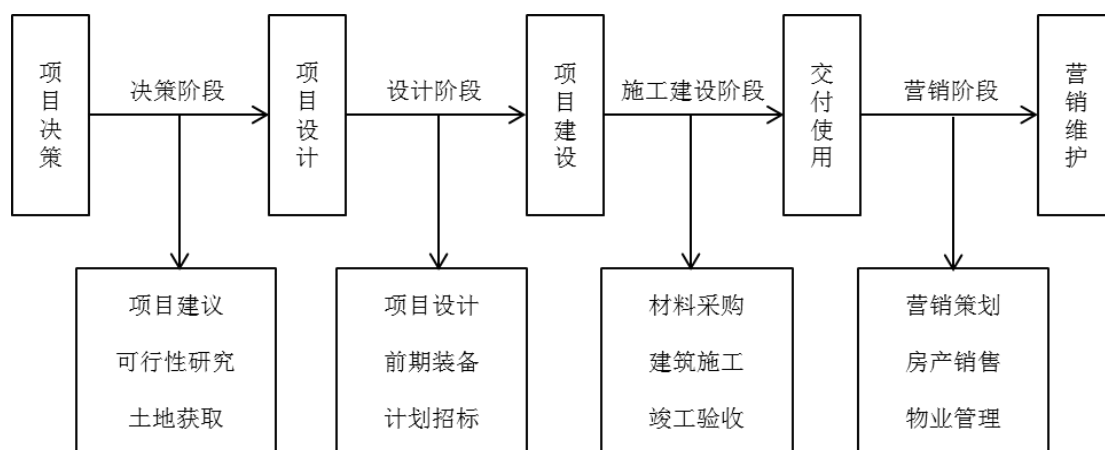 项目决策
决策阶段
项目设计
设计阶段
项目建设
施工建设阶段
交付使用
营销阶段
营销维护
项目建议
可行性研究
土地获取
项目设计
前期装备
计划招标
材料采购
建筑施工
竣工验收
营销策划
房产销售
物业管理